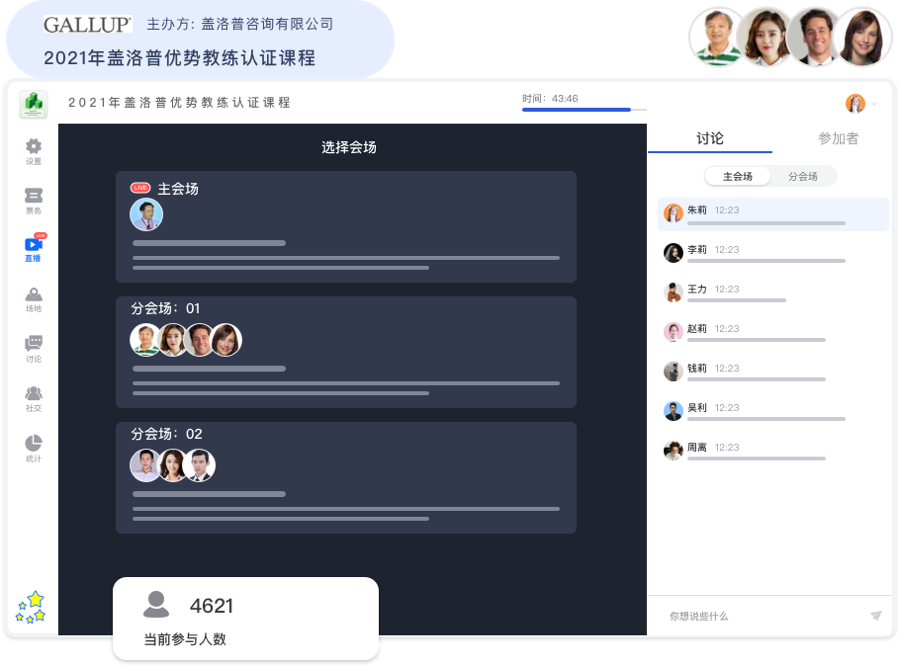 GALLUP 主办方: 盖洛普咨询有限公司
2021年盖洛普优势教练认证课程
2021年盖洛普优势教练认证课程
时间: 43:46
设置
票务
LIVE
直播
场地
讨论
社交
统计
选择会场
LIVE 主会场
分会场: 01
分会场: 02
4621
当前参与人数
讨论 参加者
主会场 分会场
朱莉 12:23
李莉 12:23
王力 12:23
赵莉 12:23
钱莉 12:23
吴利 12:23
周离 12:23
你想说些什么